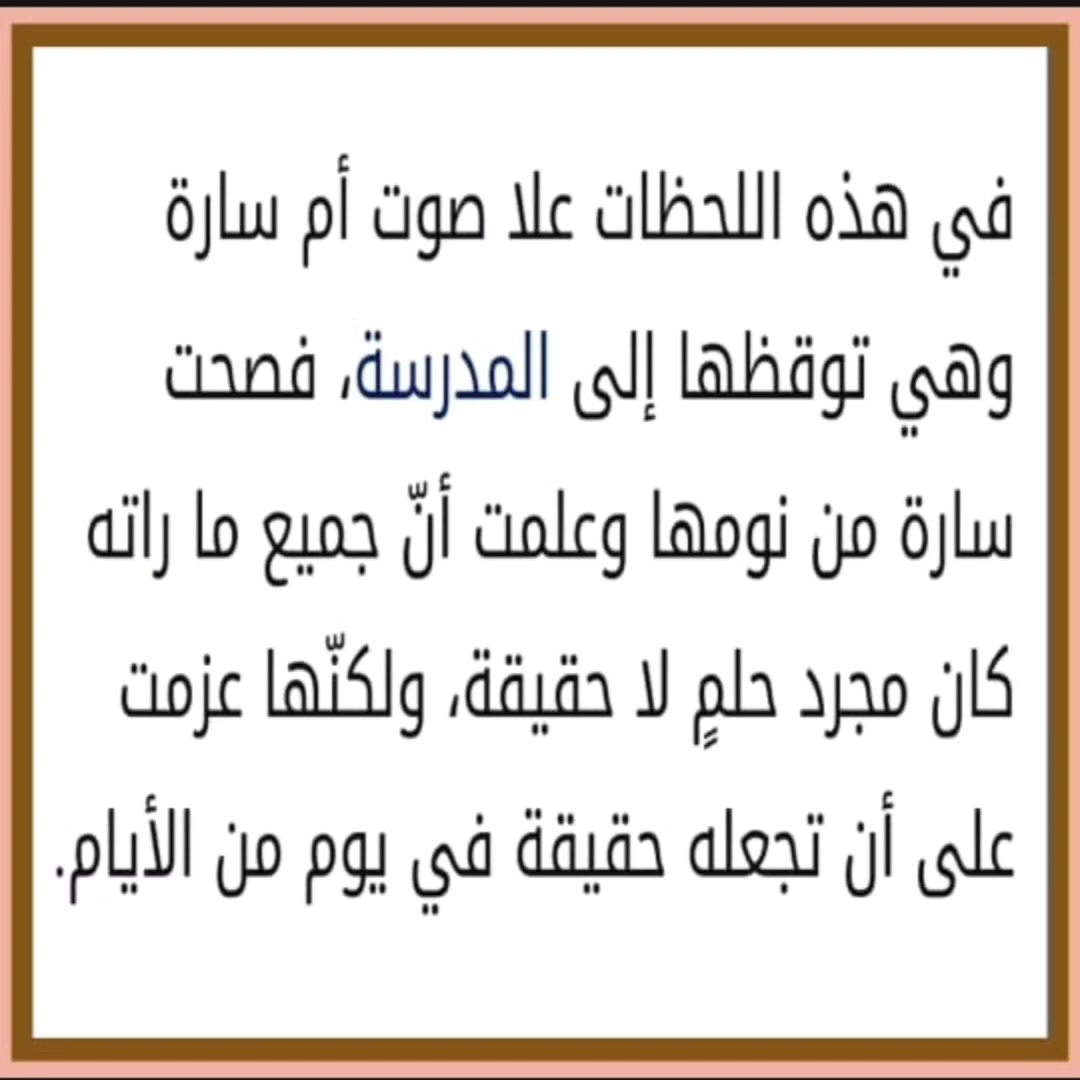 في هذه اللحظات علا صوت أم سارة
وهي توقظها إلى المدرسة، فصحت
سارة من نومها وعلمت أنّ جميع ما راته
كان مجرد حلمٍ لا حقيقة، ولكنّها عزمت
على أن تجعله حقيقة في يوم من الأيام.